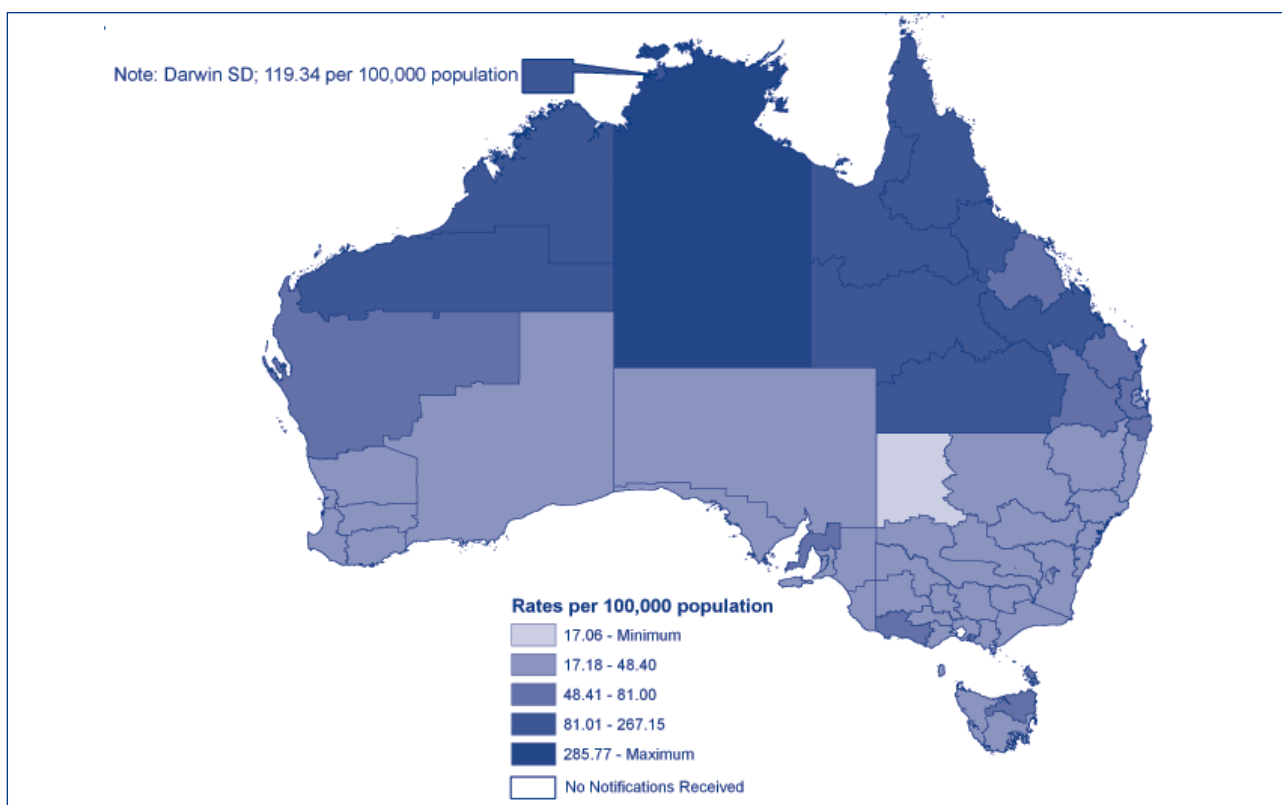 Note: Darwin SD; 119.34 per 100,000 population
Rates per 100,000 population
17.06 - Minimum
17.18 - 48.40
48.41 - 81.00
81.01 - 267.15
285.77 - Maximum
No Notifications Received